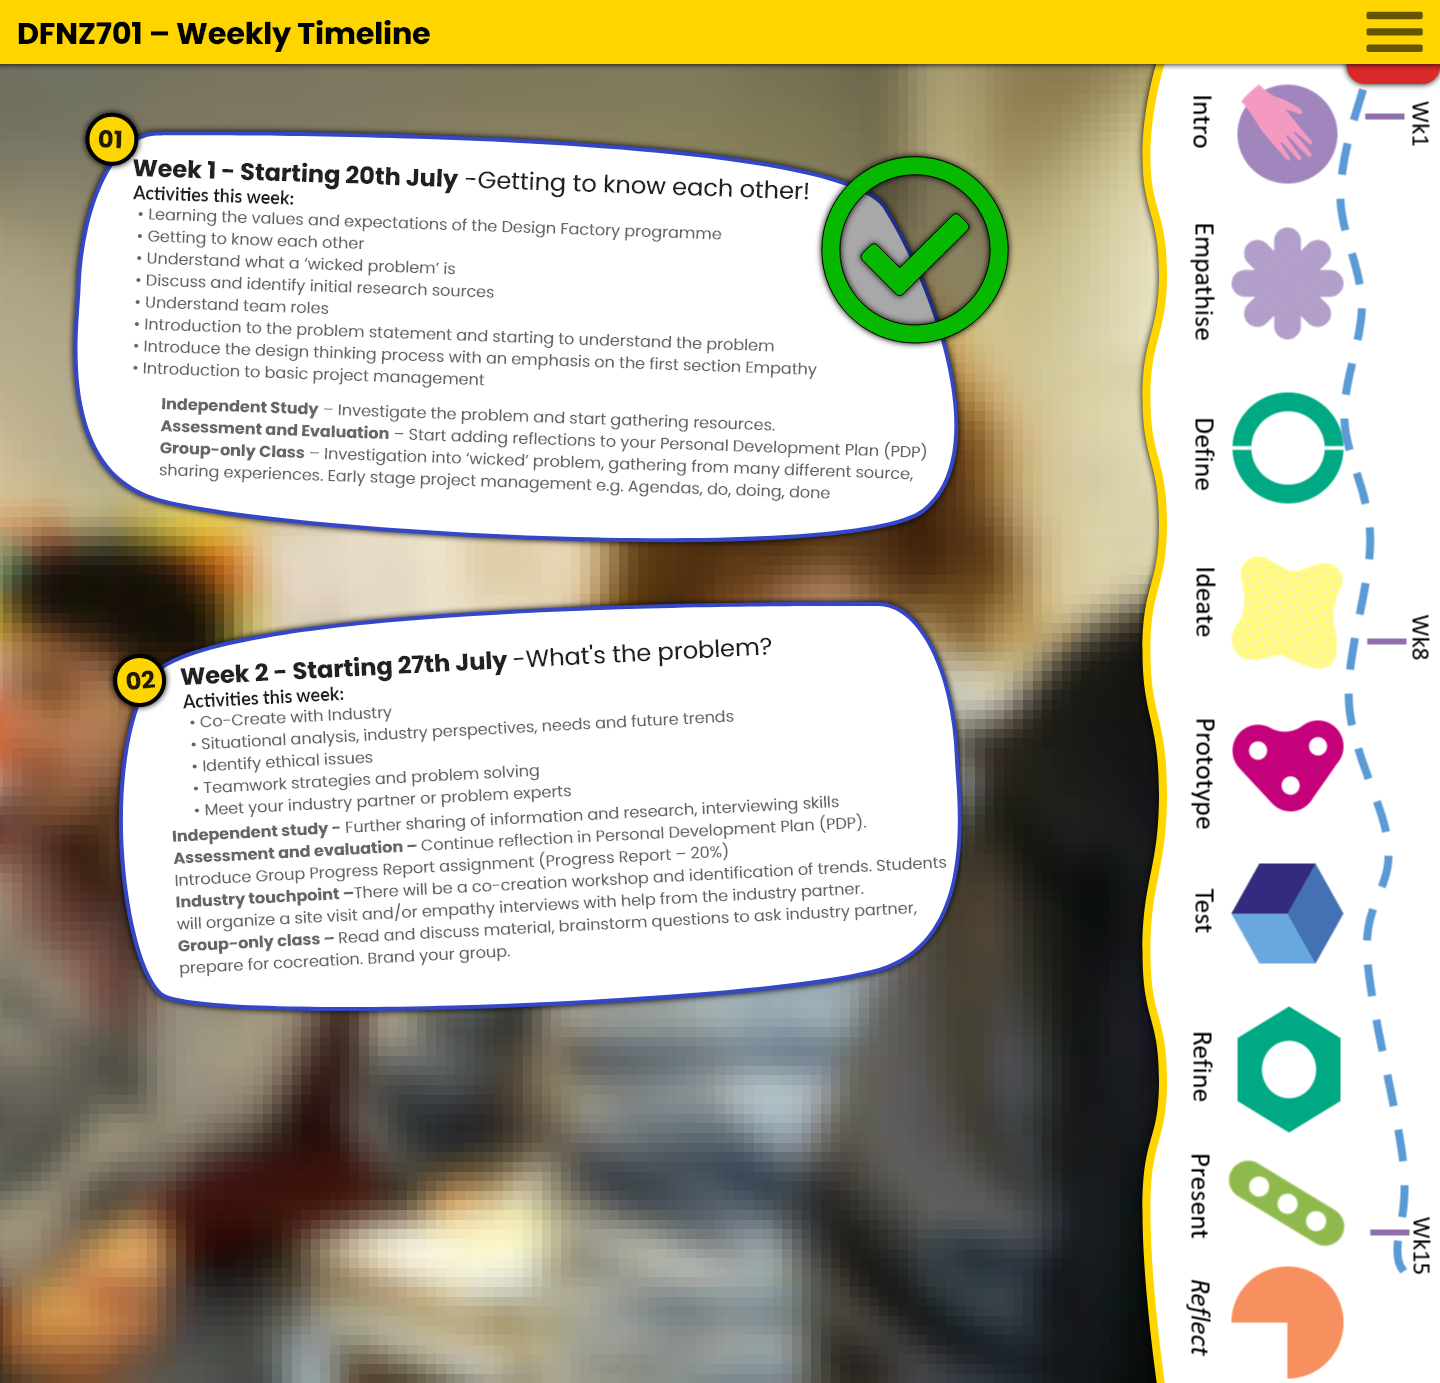 DFNZ701 – Weekly Timeline
01
Week 1 - Starting 20th July -Getting to know each other!
Activities this week:
• Learning the values and expectations of the Design Factory programme
• Getting to know each other
• Understand what a ‘wicked problem’ is
• Discuss and identify initial research sources
• Understand team roles
• Introduction to the problem statement and starting to understand the problem
• Introduce the design thinking process with an emphasis on the first section Empathy
• Introduction to basic project management
Independent Study – Investigate the problem and start gathering resources.
Assessment and Evaluation – Start adding reflections to your Personal Development Plan (PDP)
Group-only Class – Investigation into ‘wicked’ problem, gathering from many different source,
sharing experiences. Early stage project management e.g. Agendas, do, doing, done
02
Week 2 - Starting 27th July -What's the problem?
Activities this week:
• Co-Create with Industry
• Situational analysis, industry perspectives, needs and future trends
• Identify ethical issues
• Teamwork strategies and problem solving
• Meet your industry partner or problem experts
Independent study - Further sharing of information and research, interviewing skills
Assessment and evaluation – Continue reflection in Personal Development Plan (PDP).
Introduce Group Progress Report assignment (Progress Report – 20%)
Industry touchpoint –There will be a co-creation workshop and identification of trends. Students
will organize a site visit and/or empathy interviews with help from the industry partner.
Group-only class – Read and discuss material, brainstorm questions to ask industry partner,
prepare for cocreation. Brand your group.
Intro
Empathise
Define
Ideate
Prototype
Test
Refine
Present
Reflect
Wk1
Wk8
Wk15